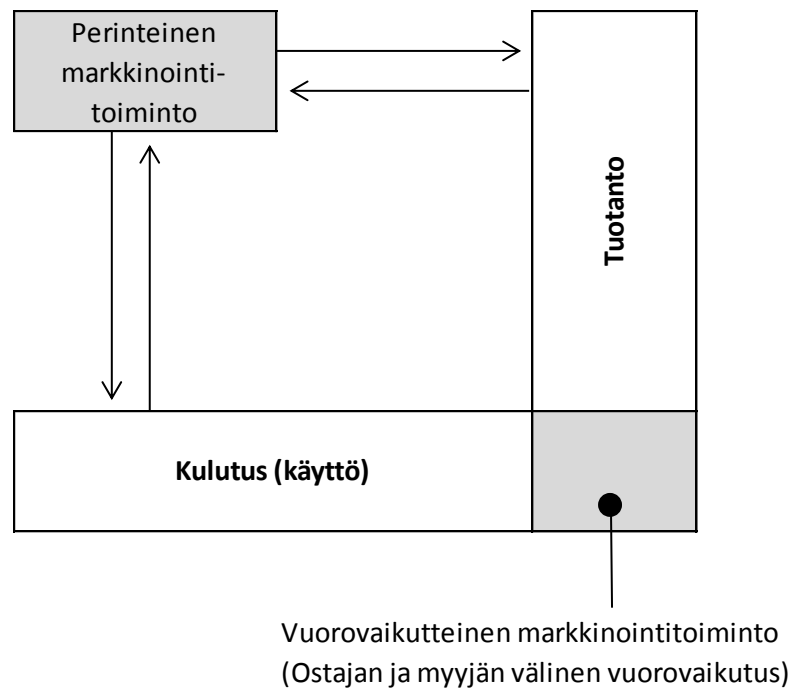 Perinteinen
markkinointi-
toiminto
Tuotanto
Kulutus (käyttö)
Vuorovaikutteinen markkinointitoiminto
(Ostajan ja myyjän välinen vuorovaikutus)